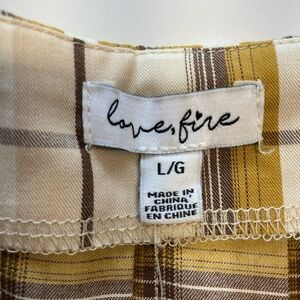 love, fire
L/G
MADE IN
CHINA
FABRIQUÉ
EN CHINE